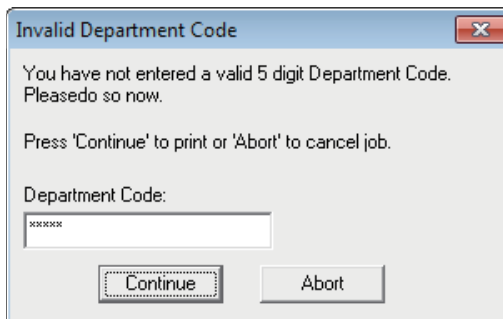 Invalid Department Code
You have not entered a valid 5 digit Department Code.
Pleasedo so now.
Press 'Continue' to print or 'Abort' to cancel job.
Department Code:
*****
Continue Abort